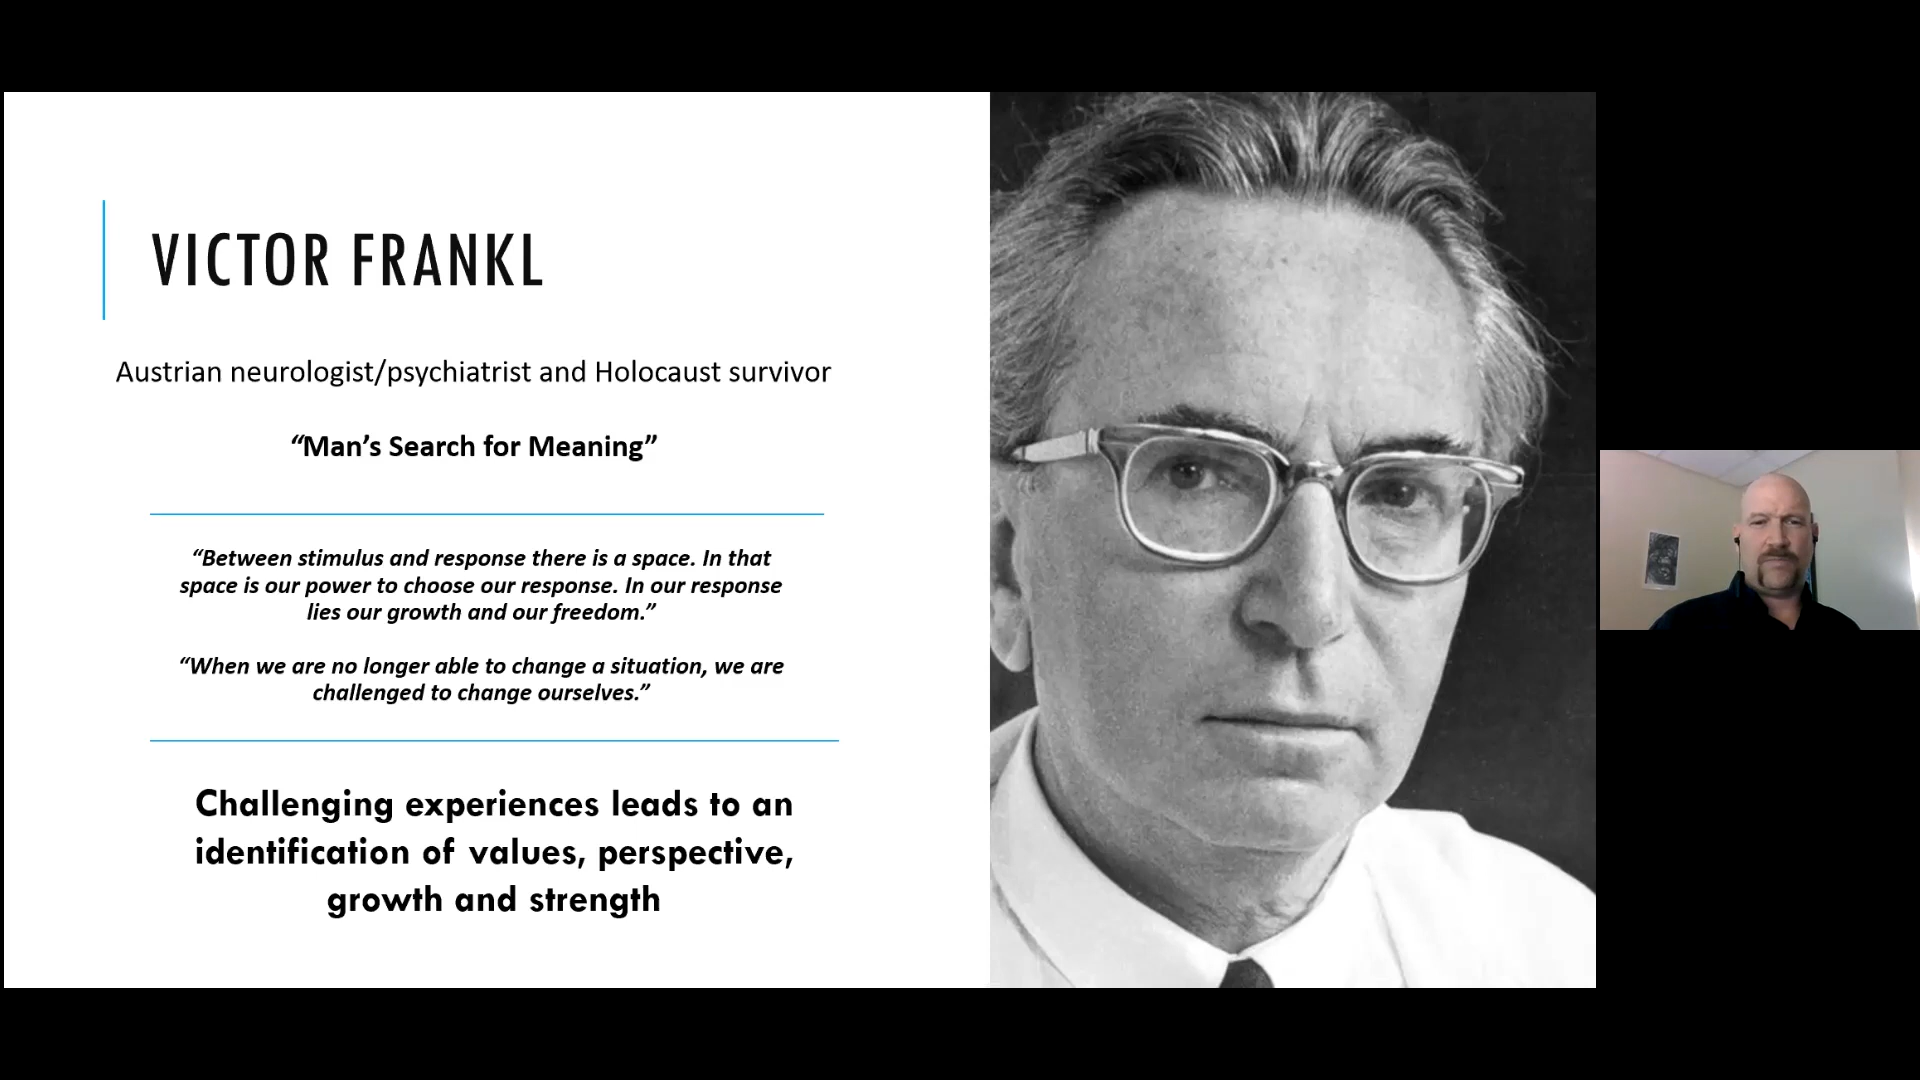 VICTOR FRANKL
Austrian neurologist/psychiatrist and Holocaust survivor
“Man’s Search for Meaning”
“Between stimulus and response there is a space. In that
space is our power to choose our response. In our response
lies our growth and our freedom.”
“When we are no longer able to change a situation, we are
challenged to change ourselves.”
Challenging experiences leads to an
identification of values, perspective,
growth and strength